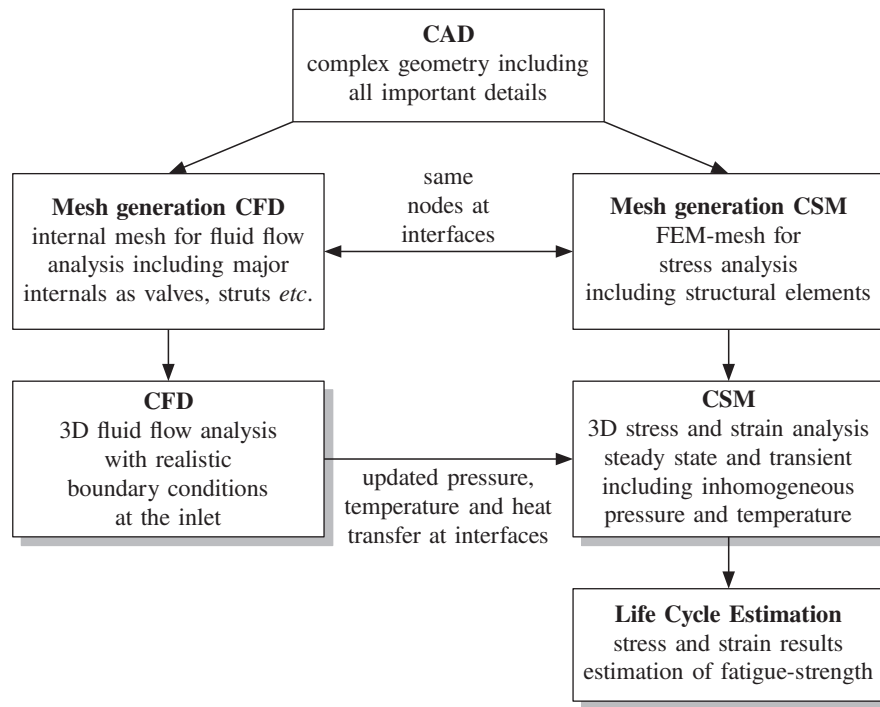 CAD
complex geometry including
all important details
Mesh generation CFD
internal mesh for fluid flow
analysis including major
internals as valves, struts etc.
same
nodes at
interfaces
Mesh generation CSM
FEM-mesh for
stress analysis
including structural elements
CFD
3D fluid flow analysis
with realistic
boundary conditions
at the inlet
updated pressure,
temperature and heat
transfer at interfaces
CSM
3D stress and strain analysis
steady state and transient
including inhomogeneous
pressure and temperature
Life Cycle Estimation
stress and strain results
estimation of fatigue-strength